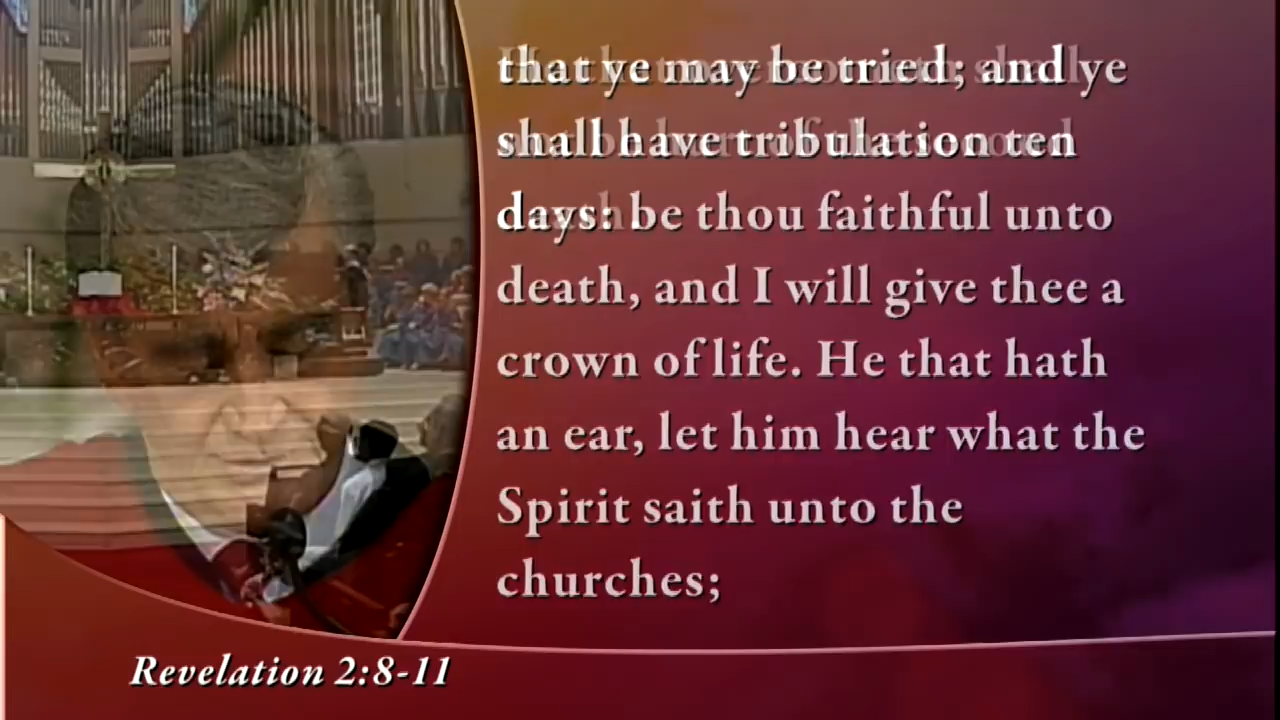 that ye may be tried; and ye
shall have tribulation ten
days: be thou faithful unto
death, and I will give thee a
crown of life. He that hath
an ear, let him hear what the
Spirit saith unto the
churches;
Revelation 2:8-11